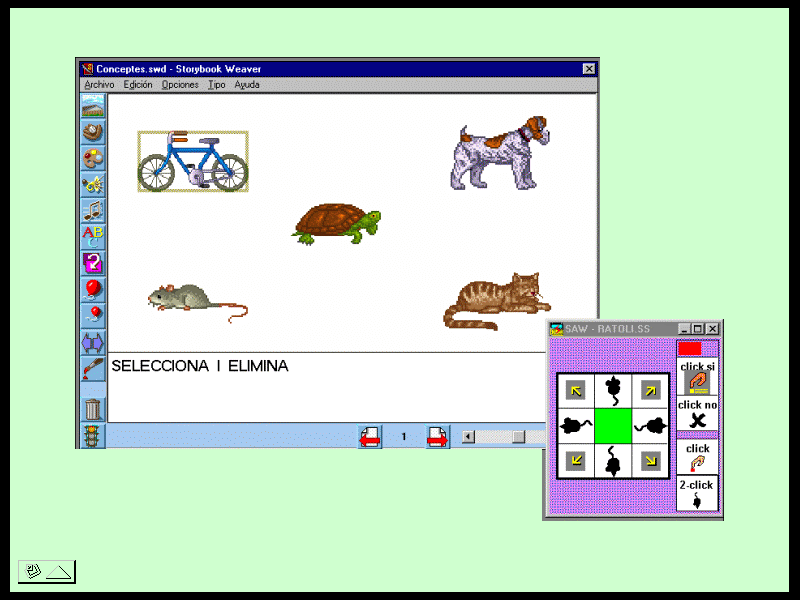 Conceptes.swd - Storybook Weaver
Archivo Edición Opciones Tipo Ayuda
AB
C
?
SELECCIONA I ELIMINA
1
SAW - RATOLI.SS
click si
click no
click
2-click